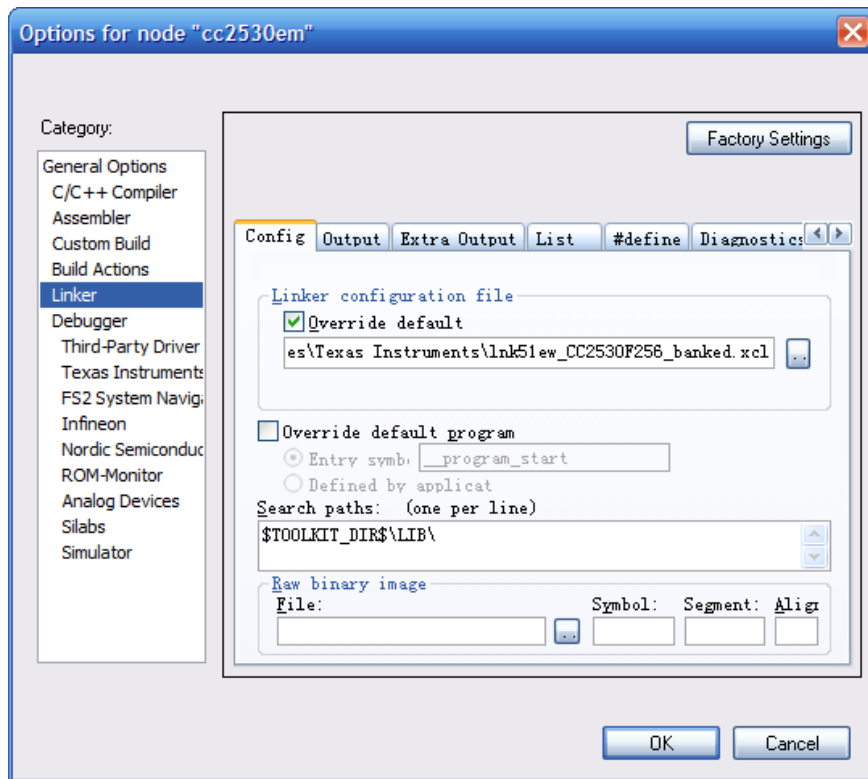 Options for node "cc2530em"
Category:
Factory Settings
General Options
C/C++ Compiler
Assembler
Custom Build
Build Actions
Linker
Debugger
Third-Party Driver
Texas Instruments
FS2 System Naviga
Infineon
Nordic Semiconduc
ROM-Monitor
Analog Devices
Silabs
Simulator
Config Output Extra Output List #define Diagnostics
Linker configuration file
Override default
es\Texas Instruments\lnk51ew_CC2530F256_banked.xcl
..
Override default program
Entry symb __program_start
Defined by applicat
Search paths: (one per line)
$TOOLKIT_DIR$\LIB\
Raw binary image
File: Symbol: Segment: Align
..
OK Cancel